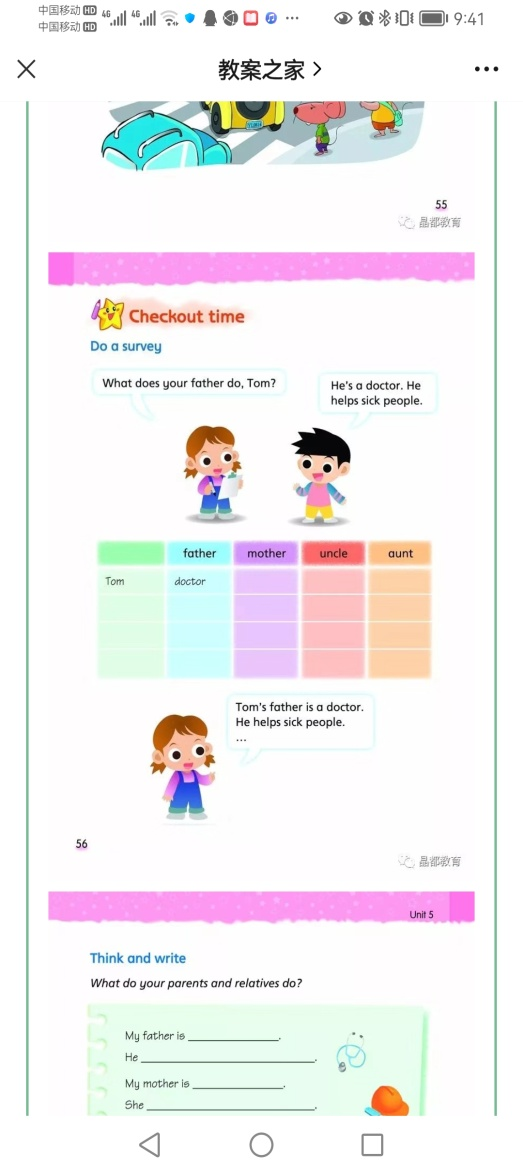 中国移动 HD 4G 4G 9:41
中国移动 HD
教案之家
55
晶都教育
Checkout time
Do a survey
What does your father do, Tom?
He's a doctor. He
helps sick people.
father mother uncle aunt
Tom doctor
Tom's father is a doctor.
He helps sick people.
...
56
晶都教育
Unit 5
Think and write
What do your parents and relatives do?
My father is ____________.
He ____________________.
My mother is ____________.
She ____________________.